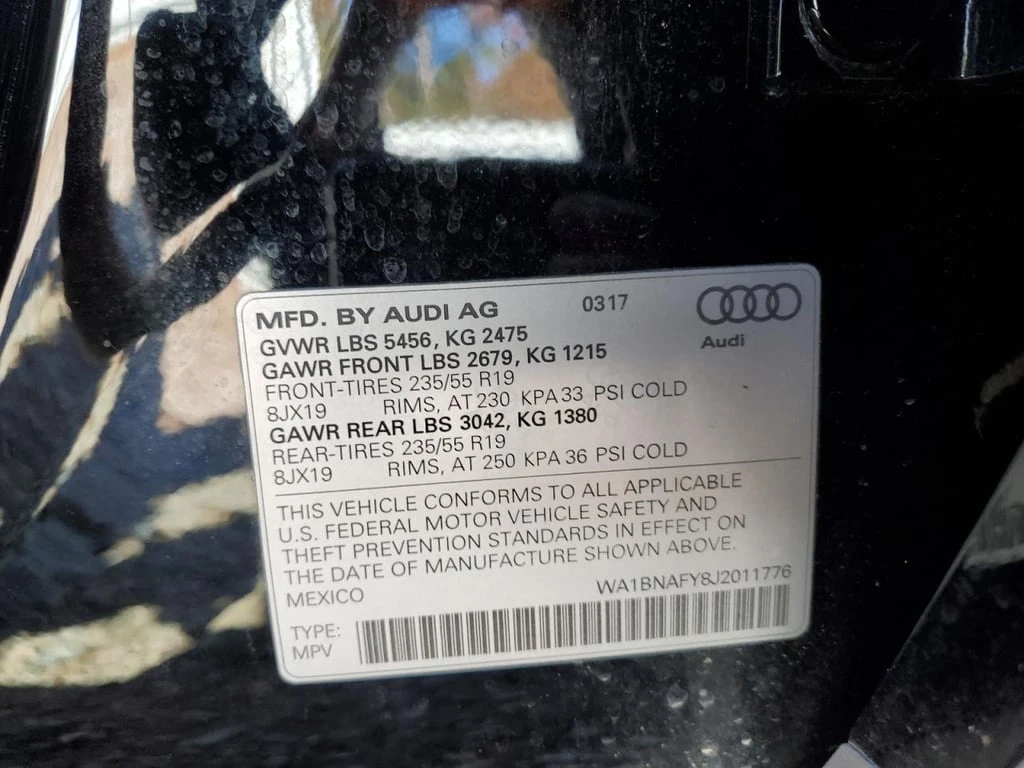 MFD. BY AUDI AG 0317
Audi
GVWR LBS 5456, KG 2475
GAWR FRONT LBS 2679, KG 1215
FRONT-TIRES 235/55 R19
8JX19 RIMS, AT 230 KPA 33 PSI COLD
GAWR REAR LBS 3042, KG 1380
REAR-TIRES 235/55 R19
8JX19 RIMS, AT 250 KPA 36 PSI COLD
THIS VEHICLE CONFORMS TO ALL APPLICABLE
U.S. FEDERAL MOTOR VEHICLE SAFETY AND
THEFT PREVENTION STANDARDS IN EFFECT ON
THE DATE OF MANUFACTURE SHOWN ABOVE.
MEXICO WA1BNAFY8J2011776
TYPE:
MPV